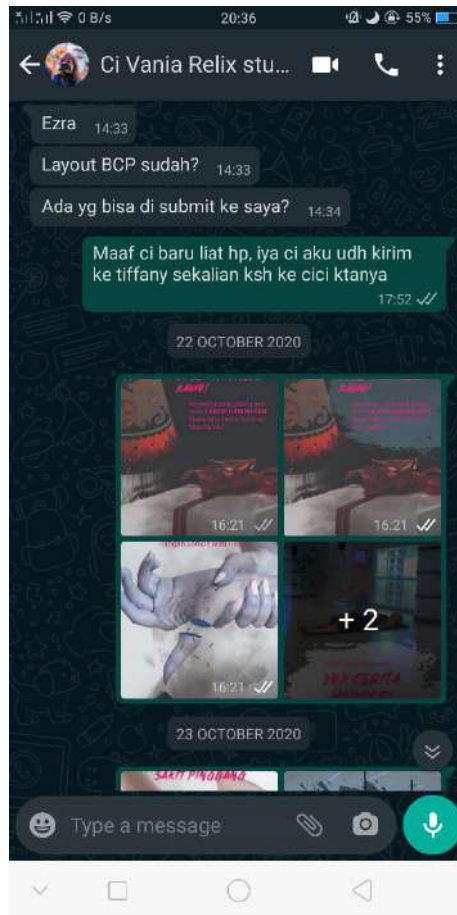 0 B/s 20:36 55%
Ci Vania Relix stu...
Ezra 14:33
Layout BCP sudah? 14:33
Ada yg bisa di submit ke saya? 14:34
Maaf ci baru liat hp, iya ci aku udh kirim
ke tiffany sekalian ksh ke cici ktanya
17:52
22 OCTOBER 2020
16:21
16:21
16:21
+ 2
23 OCTOBER 2020
SAKIT PINGGANG
Type a message